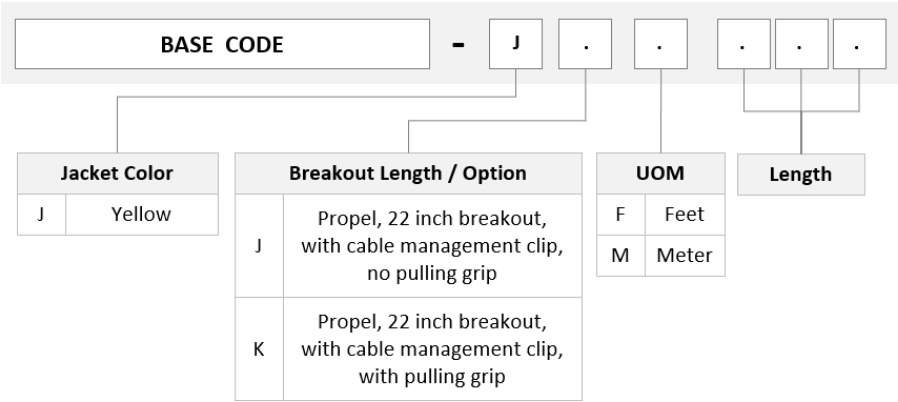 BASE CODE - J . . . . .
Jacket Color
J Yellow
Breakout Length / Option
J Propel, 22 inch breakout,
with cable management clip,
no pulling grip
K Propel, 22 inch breakout,
with cable management clip,
with pulling grip
UOM
F Feet
M Meter
Length